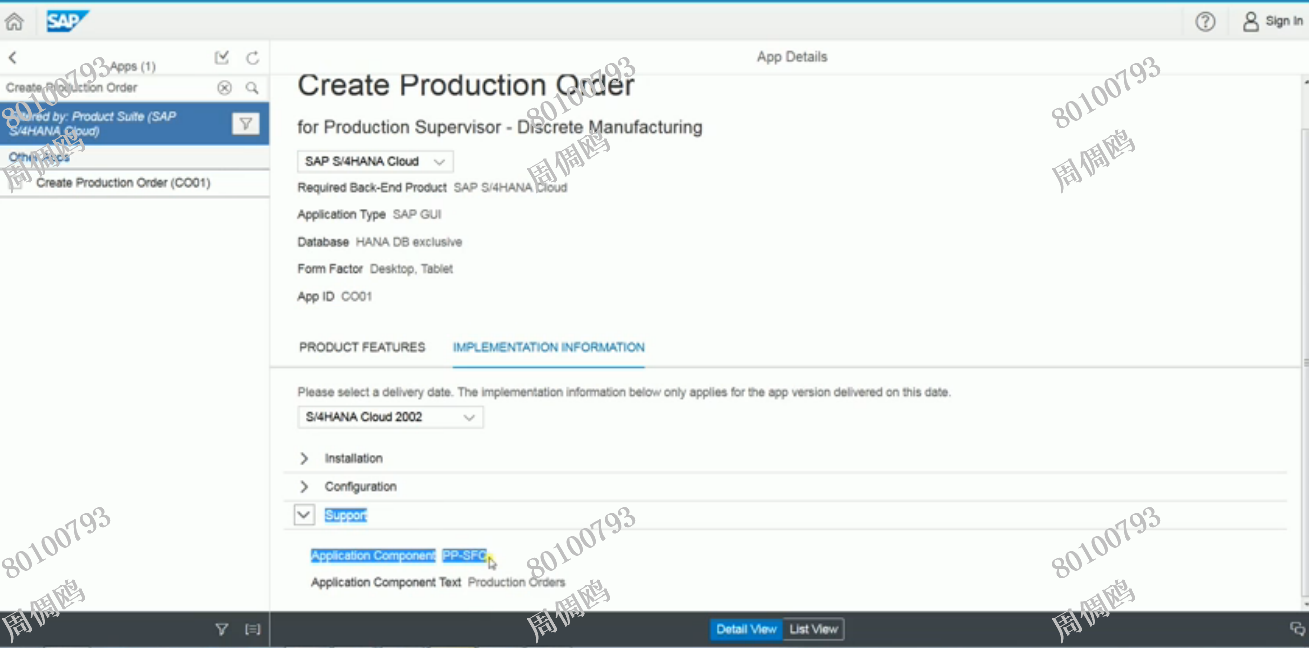 SAP
Sign In
Apps (1)
App Details
Create Production Order
Filtered by: Product Suite (SAP
S/4HANA Cloud)
Other Apps
Create Production Order (CO01)
Create Production Order
for Production Supervisor - Discrete Manufacturing
SAP S/4HANA Cloud
Required Back-End Product SAP S/4HANA Cloud
Application Type SAP GUI
Database HANA DB exclusive
Form Factor Desktop, Tablet
App ID CO01
PRODUCT FEATURES IMPLEMENTATION INFORMATION
Please select a delivery date. The implementation information below only applies for the app version delivered on this date.
S/4HANA Cloud 2002
Installation
Configuration
Support
Application Component PP-SFC
Application Component Text Production Orders
Detail View List View
80100793
周倜鸥
80100793
周倜鸥
80100793
周倜鸥
80100793
周倜鸥
80100793
周倜鸥
80100793
周倜鸥